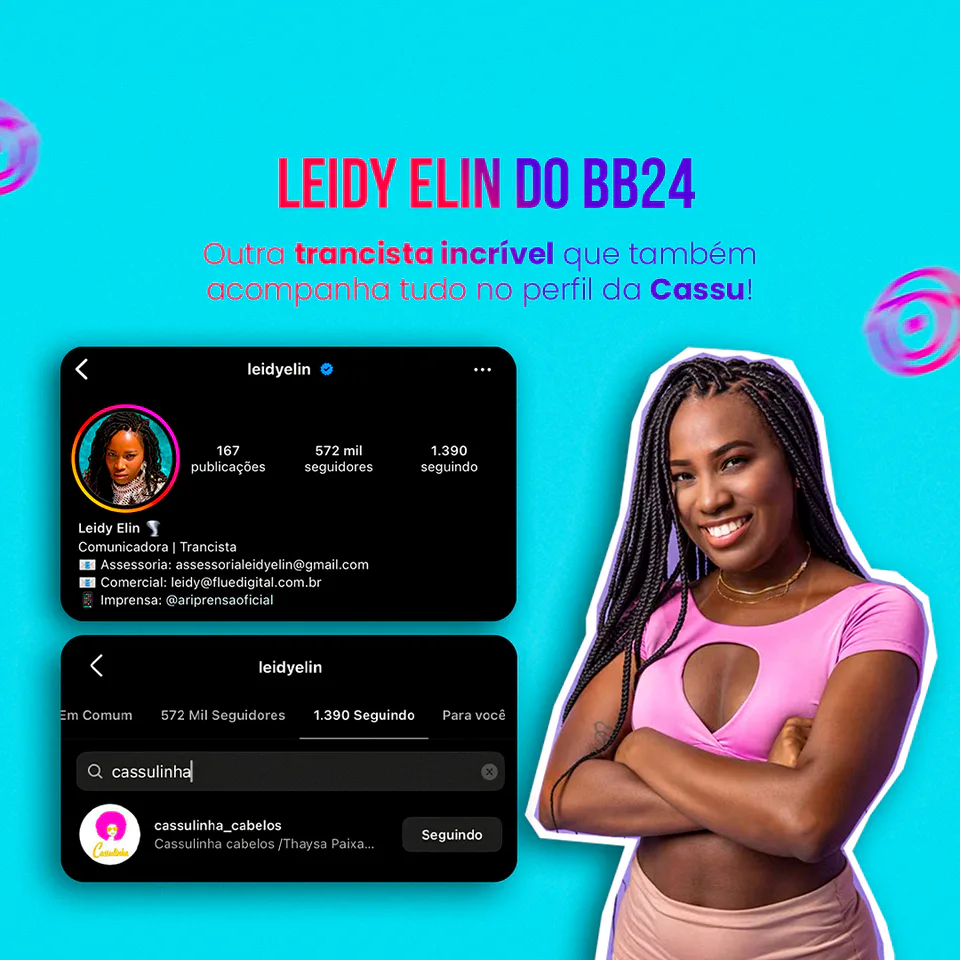 LEIDY ELIN DO BB24
Outra trancista incrível que também
acompanha tudo no perfil da Cassu!
leidyelin
167
572 mil
1.390
publicações
seguidores
seguindo
Leidy Elin
Comunicadora | Trancista
Assessoria: assessorialeidyelin@gmail.com
Comercial: leidy@fluedigital.com.br
Imprensa: @ariprensaoficial
leidyelin
Em Comum
572 Mil Seguidores
1.390 Seguindo
Para você
cassulinha
Cassulinha
cassulinha_cabelos
Cassulinha cabelos /Thaysa Paixa...
Seguindo